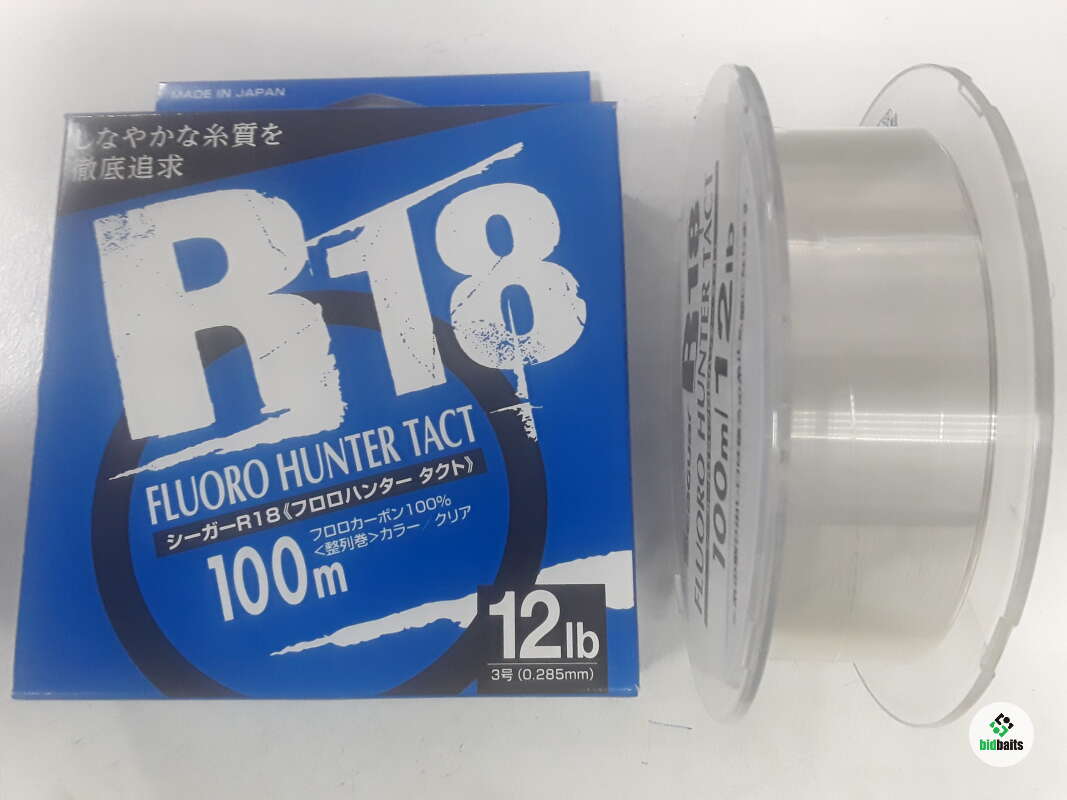 MADE IN JAPAN
しなやかな糸質を
徹底追求
R18
FLUORO HUNTER TACT
シーガーR18《フロロハンター タクト》
フロロカーボン100%
<整列巻>カラー/クリア
100m
12lb
3号(0.285mm)
R18
FLUORO HUNTER TACT
100m/12lb
bidbaits